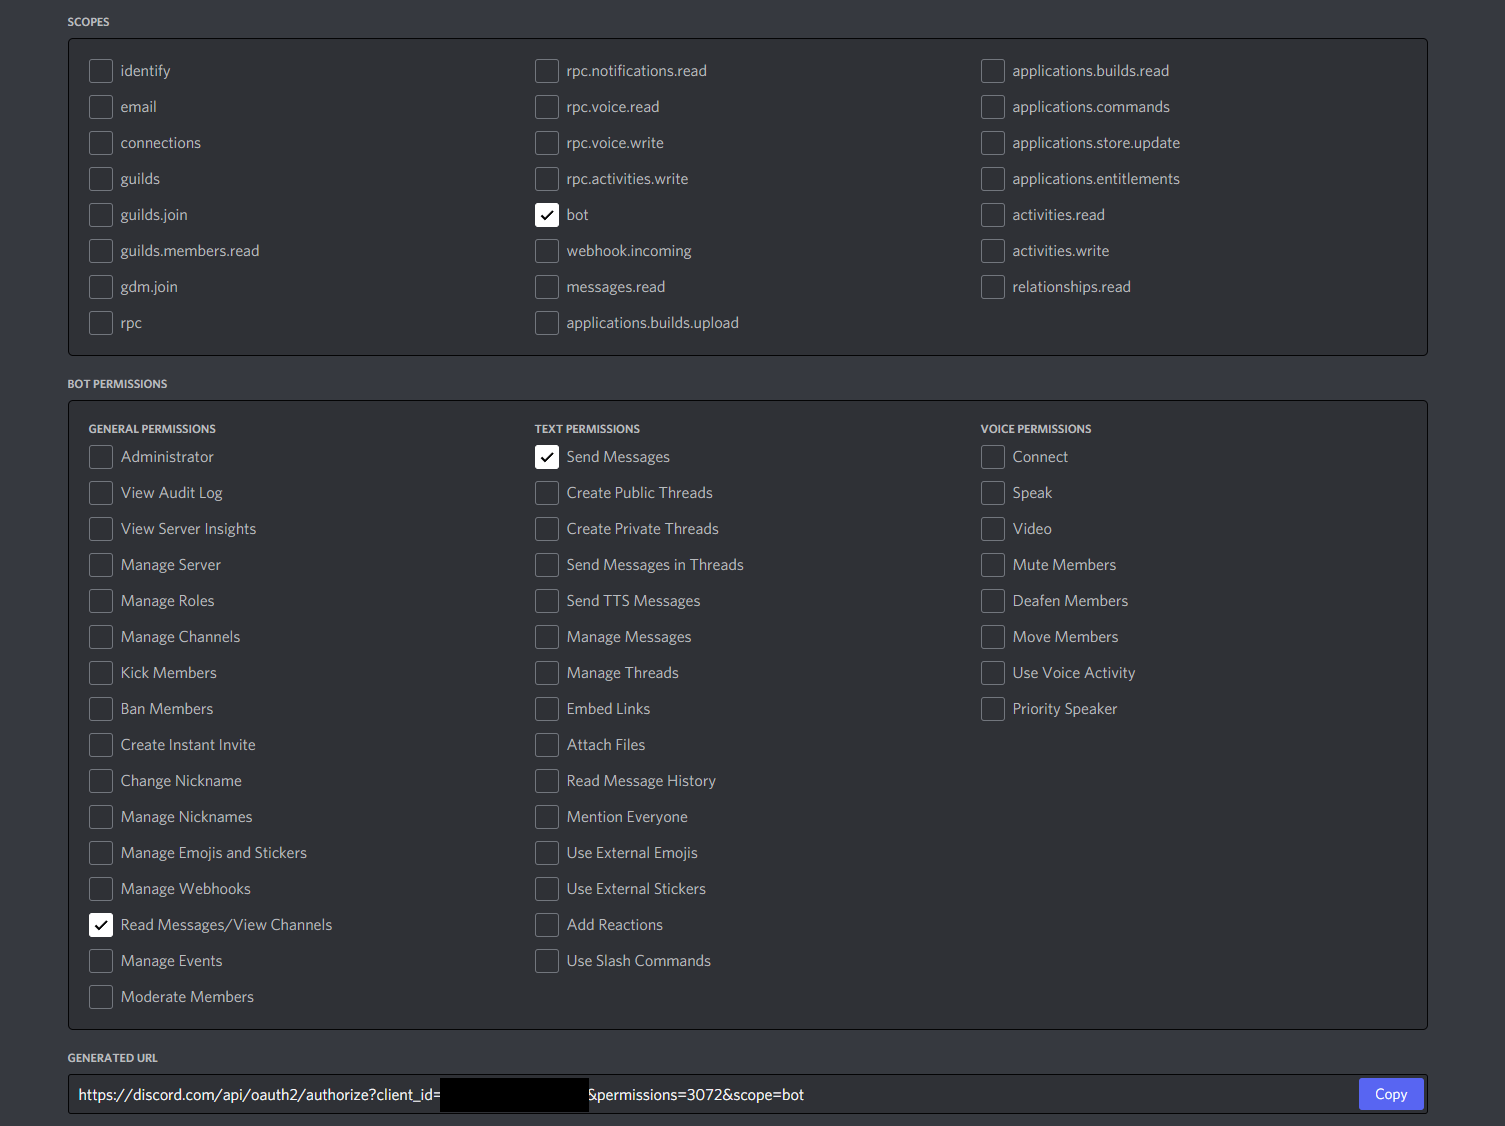 SCOPES
identify
email
connections
guilds
guilds.join
guilds.members.read
gdm.join
rpc
rpc.notifications.read
rpc.voice.read
rpc.voice.write
rpc.activities.write
bot
webhook.incoming
messages.read
applications.builds.upload
applications.builds.read
applications.commands
applications.store.update
applications.entitlements
activities.read
activities.write
relationships.read
BOT PERMISSIONS
GENERAL PERMISSIONS
Administrator
View Audit Log
View Server Insights
Manage Server
Manage Roles
Manage Channels
Kick Members
Ban Members
Create Instant Invite
Change Nickname
Manage Nicknames
Manage Emojis and Stickers
Manage Webhooks
Read Messages/View Channels
Manage Events
Moderate Members
TEXT PERMISSIONS
Send Messages
Create Public Threads
Create Private Threads
Send Messages in Threads
Send TTS Messages
Manage Messages
Manage Threads
Embed Links
Attach Files
Read Message History
Mention Everyone
Use External Emojis
Use External Stickers
Add Reactions
Use Slash Commands
VOICE PERMISSIONS
Connect
Speak
Video
Mute Members
Deafen Members
Move Members
Use Voice Activity
Priority Speaker
GENERATED URL
https://discord.com/api/oauth2/authorize?client_id= &permissions=3072&scope=bot
Copy